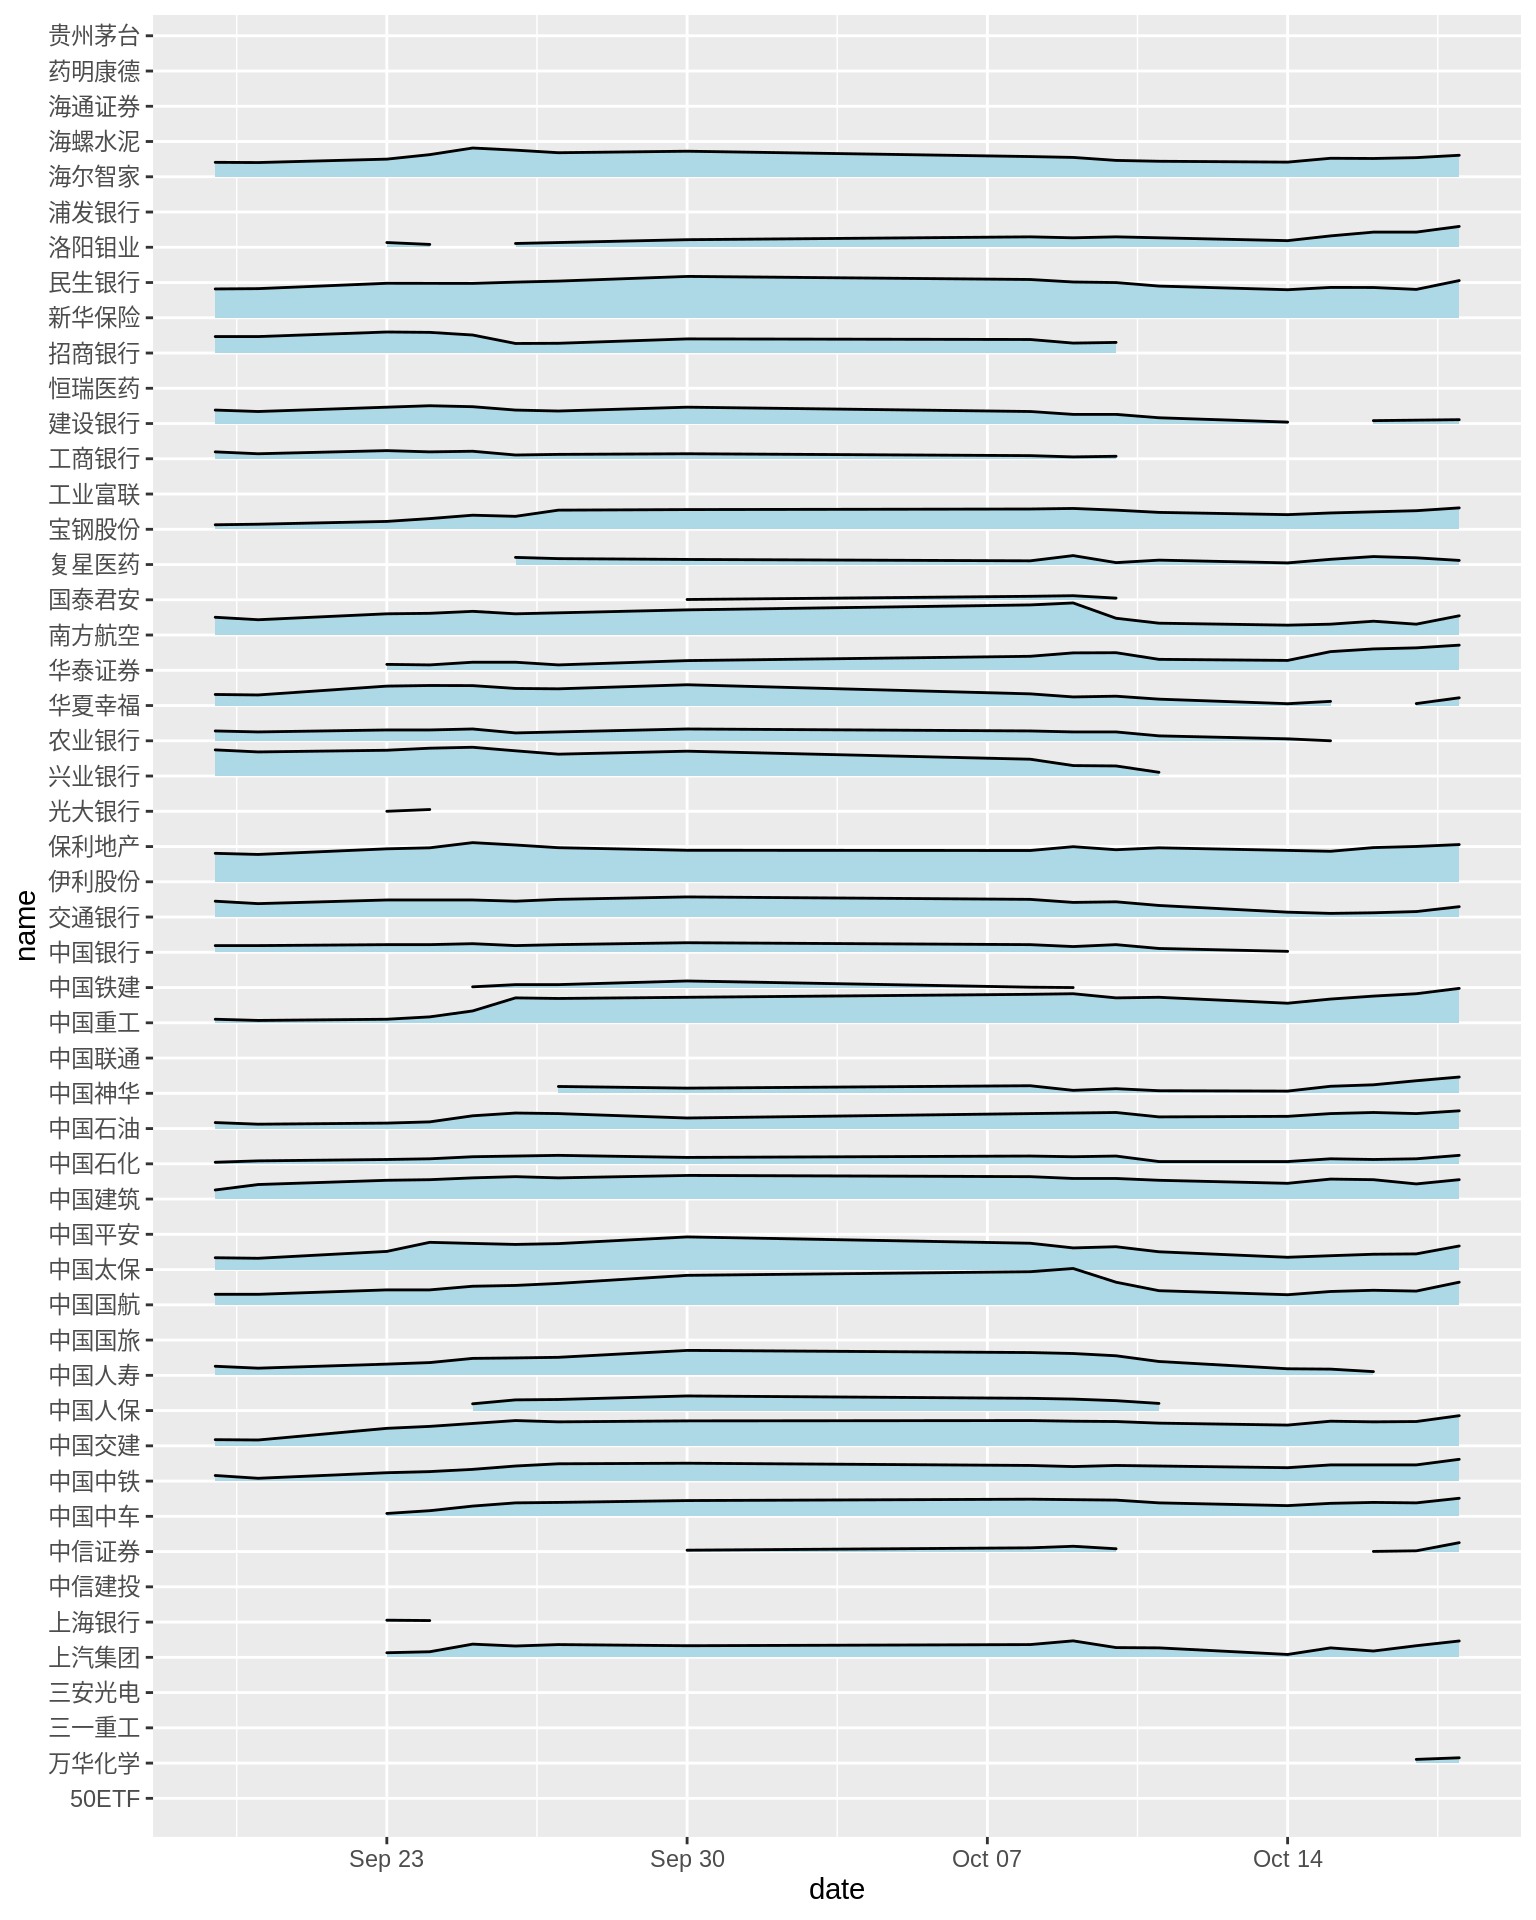 贵州茅台
药明康德
海通证券
海螺水泥
海尔智家
浦发银行
洛阳钼业
民生银行
新华保险
招商银行
恒瑞医药
建设银行
工商银行
工业富联
宝钢股份
复星医药
国泰君安
南方航空
华泰证券
华夏幸福
农业银行
兴业银行
光大银行
保利地产
伊利股份
交通银行
中国银行
中国铁建
中国重工
中国联通
中国神华
中国石油
中国石化
中国建筑
中国平安
中国太保
中国国航
中国国旅
中国人寿
中国人保
中国交建
中国中铁
中国中车
中信证券
中信建投
上海银行
上汽集团
三安光电
三一重工
万华化学
50ETF
name
Sep 23 Sep 30 Oct 07 Oct 14
date